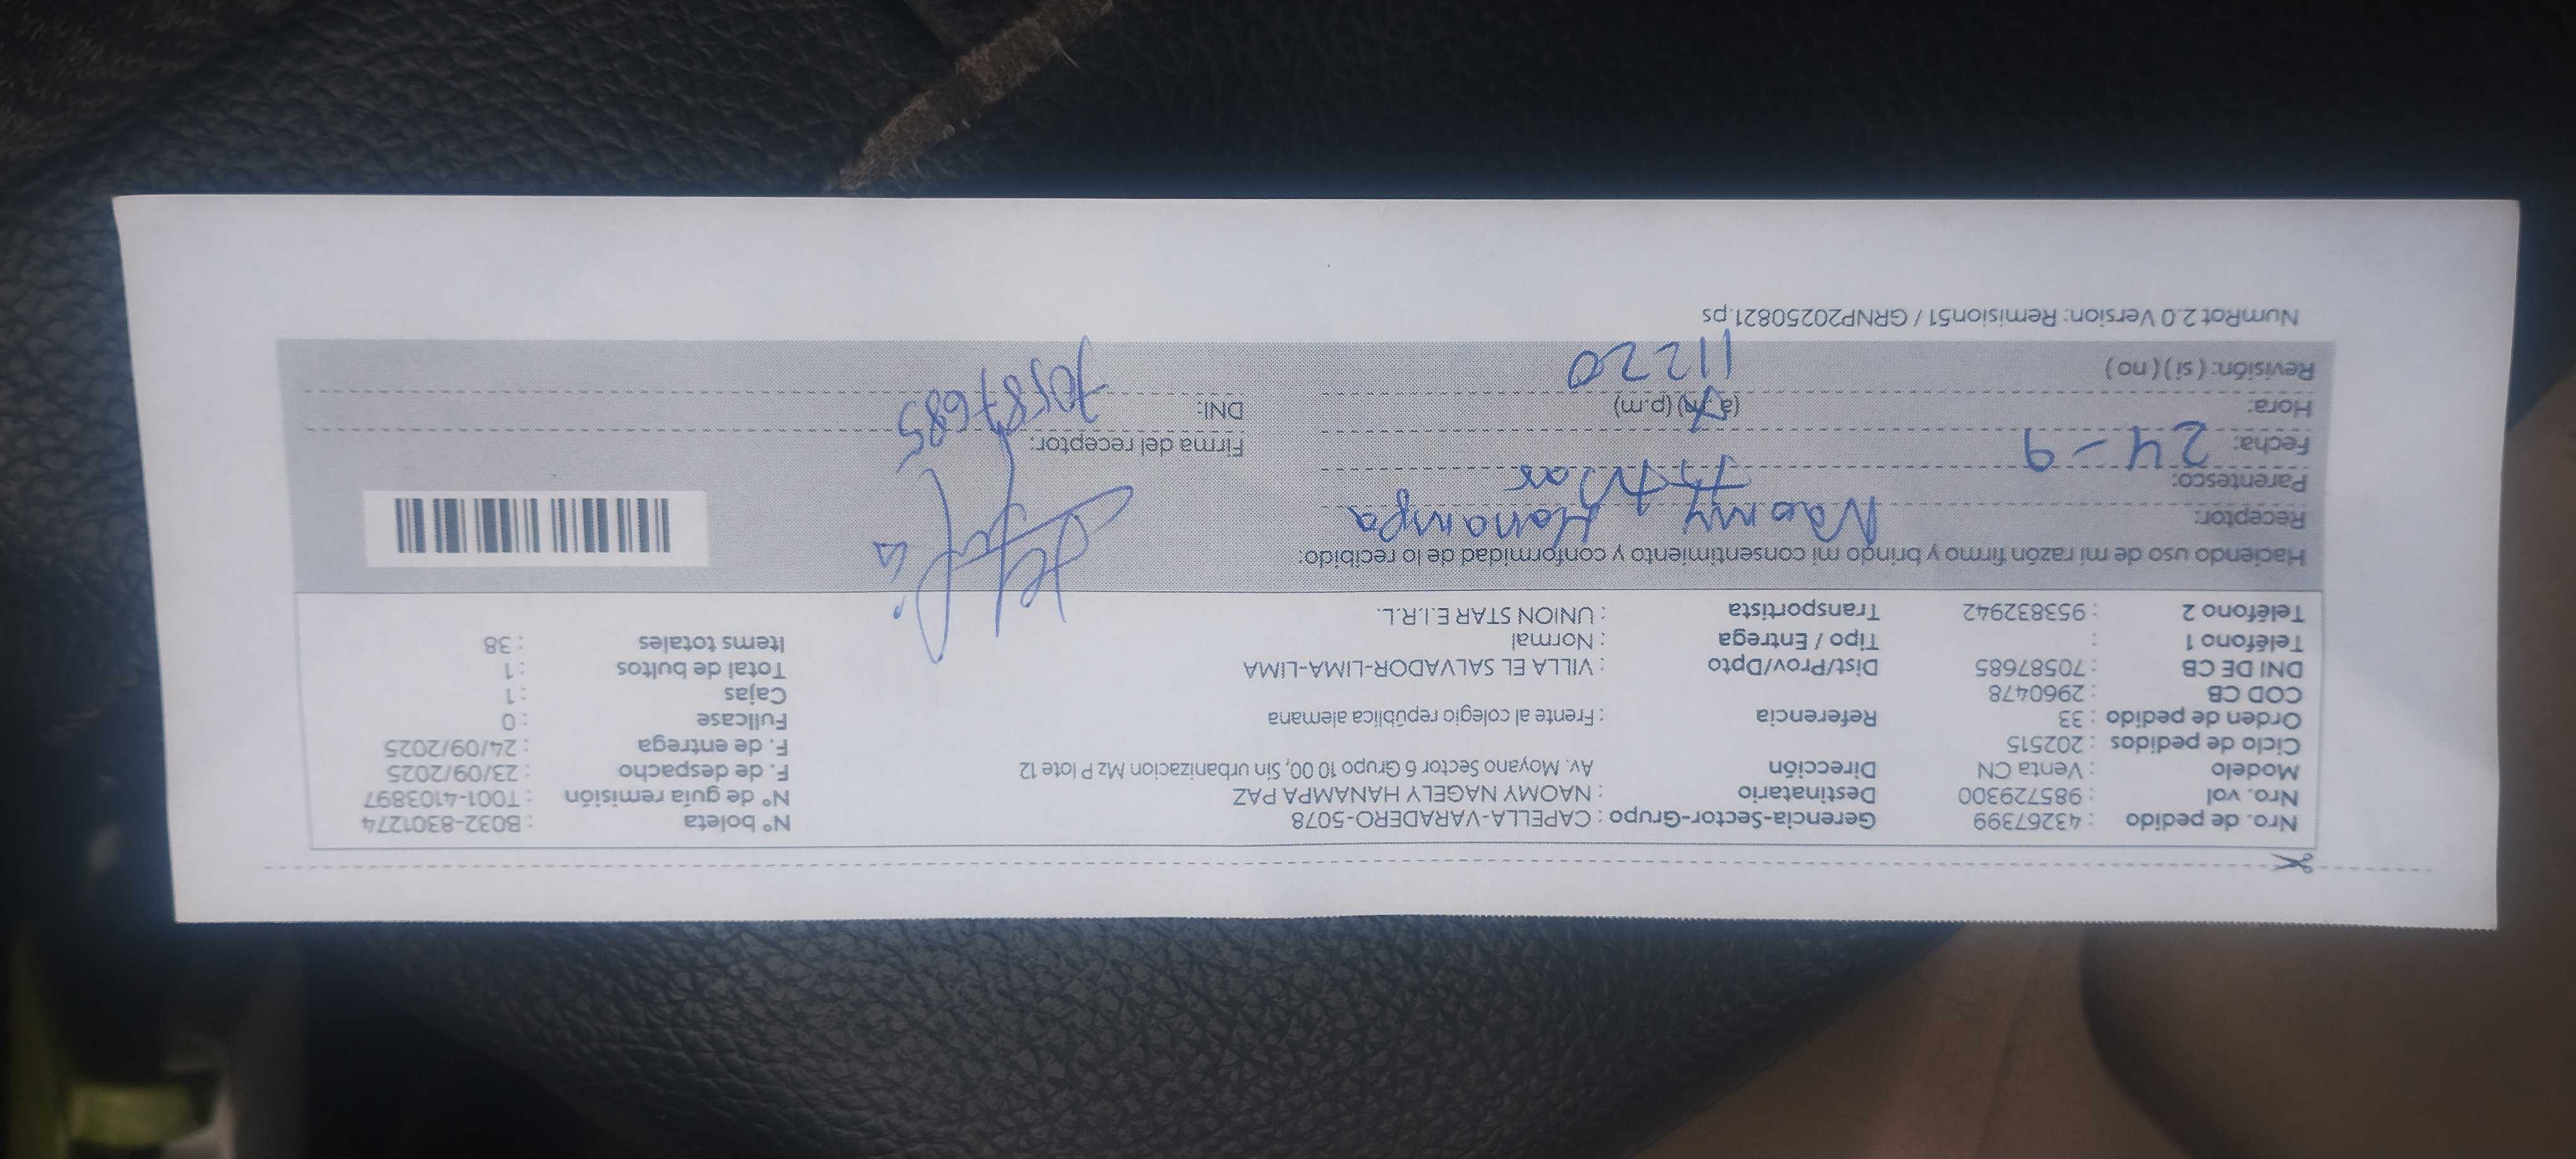 Nro. de pedido : 43267399 Gerencia-Sector-Grupo : CAPELLA-VARADERO-5078 N° boleta : B032-8301274
Nro. vol : 985729300 Destinatario : NAOMY NAGELY HANAMPA PAZ N° de guía remisión : T001-4103897
Modelo : Venta CN Dirección Av. Moyano Sector 6 Grupo 10 00, Sin urbanizacion Mz P lote 12 F. de despacho : 23/09/2025
Ciclo de pedidos : 202515 F. de entrega : 24/09/2025
Orden de pedido : 33 Referencia : Frente al colegio república alemana Fullcase : 0
COD CB : 2960478 Cajas : 1
DNI DE CB : 70587685 Dist/Prov/Dpto : VILLA EL SALVADOR-LIMA-LIMA Total de bultos : 1
Teléfono 1 : Tipo / Entrega : Normal Items totales : 38
Teléfono 2 : 953832942 Transportista : UNION STAR E.I.R.L.
Haciendo uso de mi razón firmo y brindo mi consentimiento y conformidad de lo recibido:
Receptor: Naomy Hanampa
Parentesco:
Fecha: 24-9 Firma del receptor:
Hora: (a.m) (p.m) DNI: 70587685
Revisión: ( si ) ( no ) 11220
NumRot 2.0 Version: Remision51 / GRNP20250821.ps